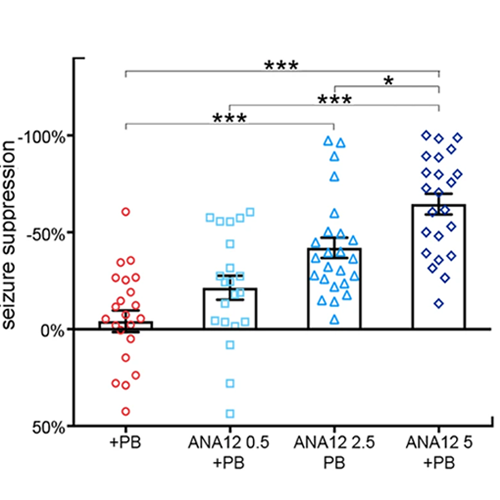 ***
*
***
***
-100%
-50%
0%
50%
seizure suppression
+PB
ANA12 0.5
+PB
ANA12 2.5
PB
ANA12 5
+PB